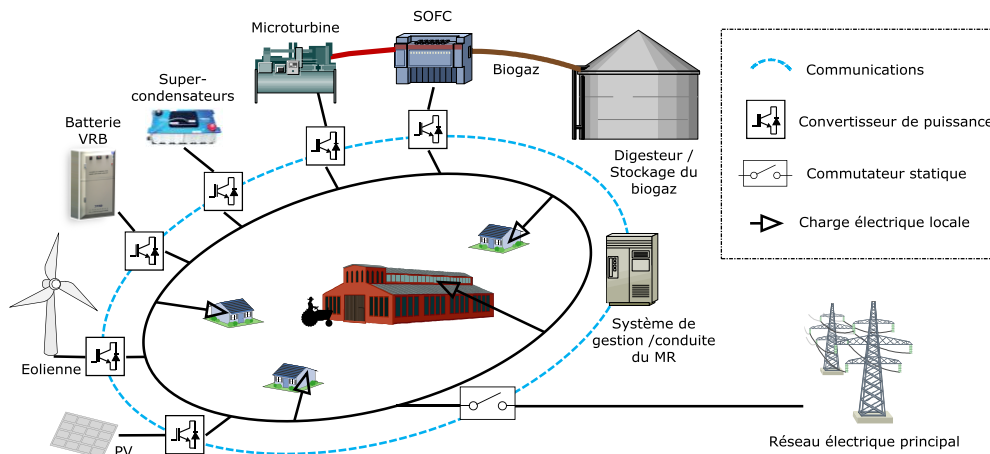 SOFC
Microturbine
Biogaz
Super-
condensateurs
Batterie
VRB
Digesteur /
Stockage du
biogaz
Communications
Convertisseur de puissance
Commutateur statique
Charge électrique locale
Système de
gestion /conduite
du MR
Eolienne
PV
Réseau électrique principal